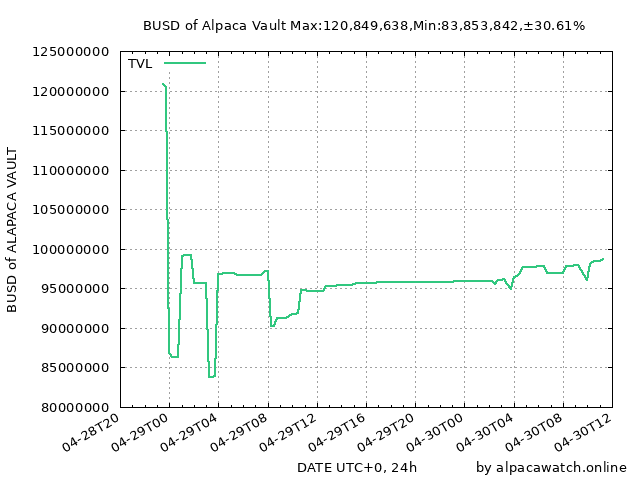 BUSD of Alpaca Vault Max:120,849,638,Min:83,853,842,±30.61%
TVL
BUSD of ALAPACA VAULT
125000000
120000000
115000000
110000000
105000000
100000000
95000000
90000000
85000000
80000000
04-28T20
04-29T00
04-29T04
04-29T08
04-29T12
04-29T16
04-29T20
04-30T00
04-30T04
04-30T08
04-30T12
DATE UTC+0, 24h
by alpacawatch.online